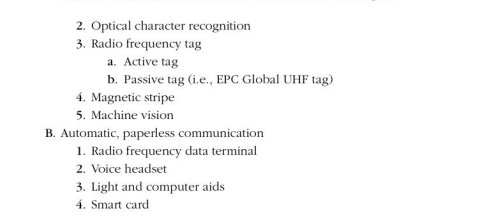 2. Optical character recognition
3. Radio frequency tag
a. Active tag
b. Passive tag (i.e., EPC Global UHF tag)
4. Magnetic stripe
5. Machine vision
B. Automatic, paperless communication
1. Radio frequency data terminal
2. Voice headset
3. Light and computer aids
4. Smart card